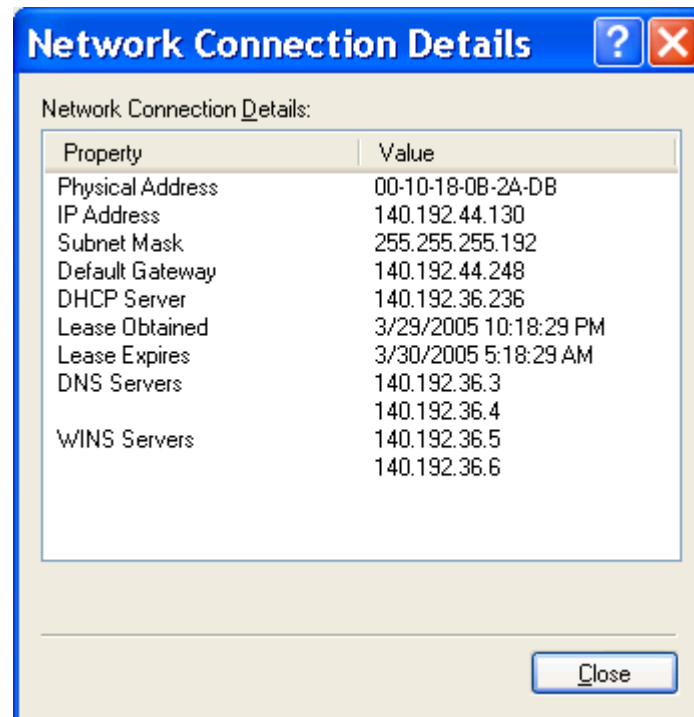 Network Connection Details
Network Connection Details:
Property Value
Physical Address 00-10-18-0B-2A-DB
IP Address 140.192.44.130
Subnet Mask 255.255.255.192
Default Gateway 140.192.44.248
DHCP Server 140.192.36.236
Lease Obtained 3/29/2005 10:18:29 PM
Lease Expires 3/30/2005 5:18:29 AM
DNS Servers 140.192.36.3
140.192.36.4
WINS Servers 140.192.36.5
140.192.36.6
Close